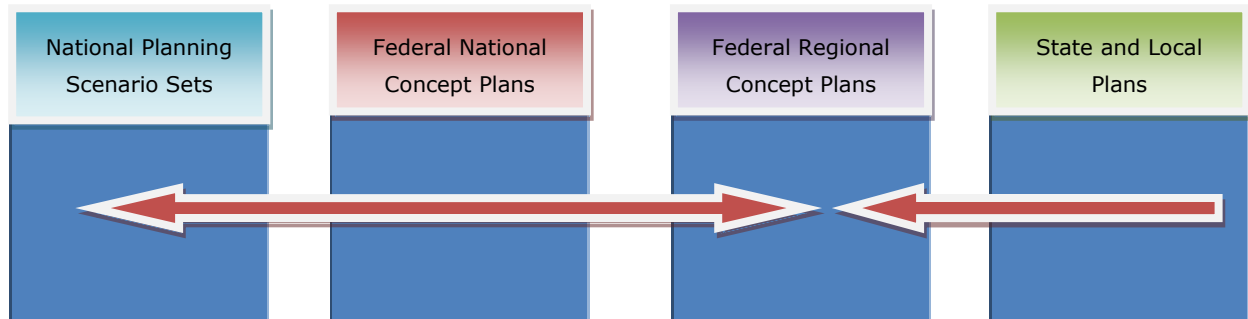 National Planning
Scenario Sets
Federal National
Concept Plans
Federal Regional
Concept Plans
State and Local
Plans